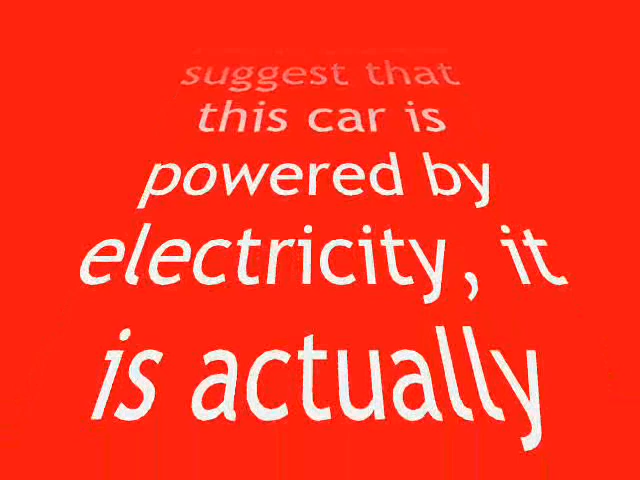 suggest that
this car is
powered by
electricity, it
is actually